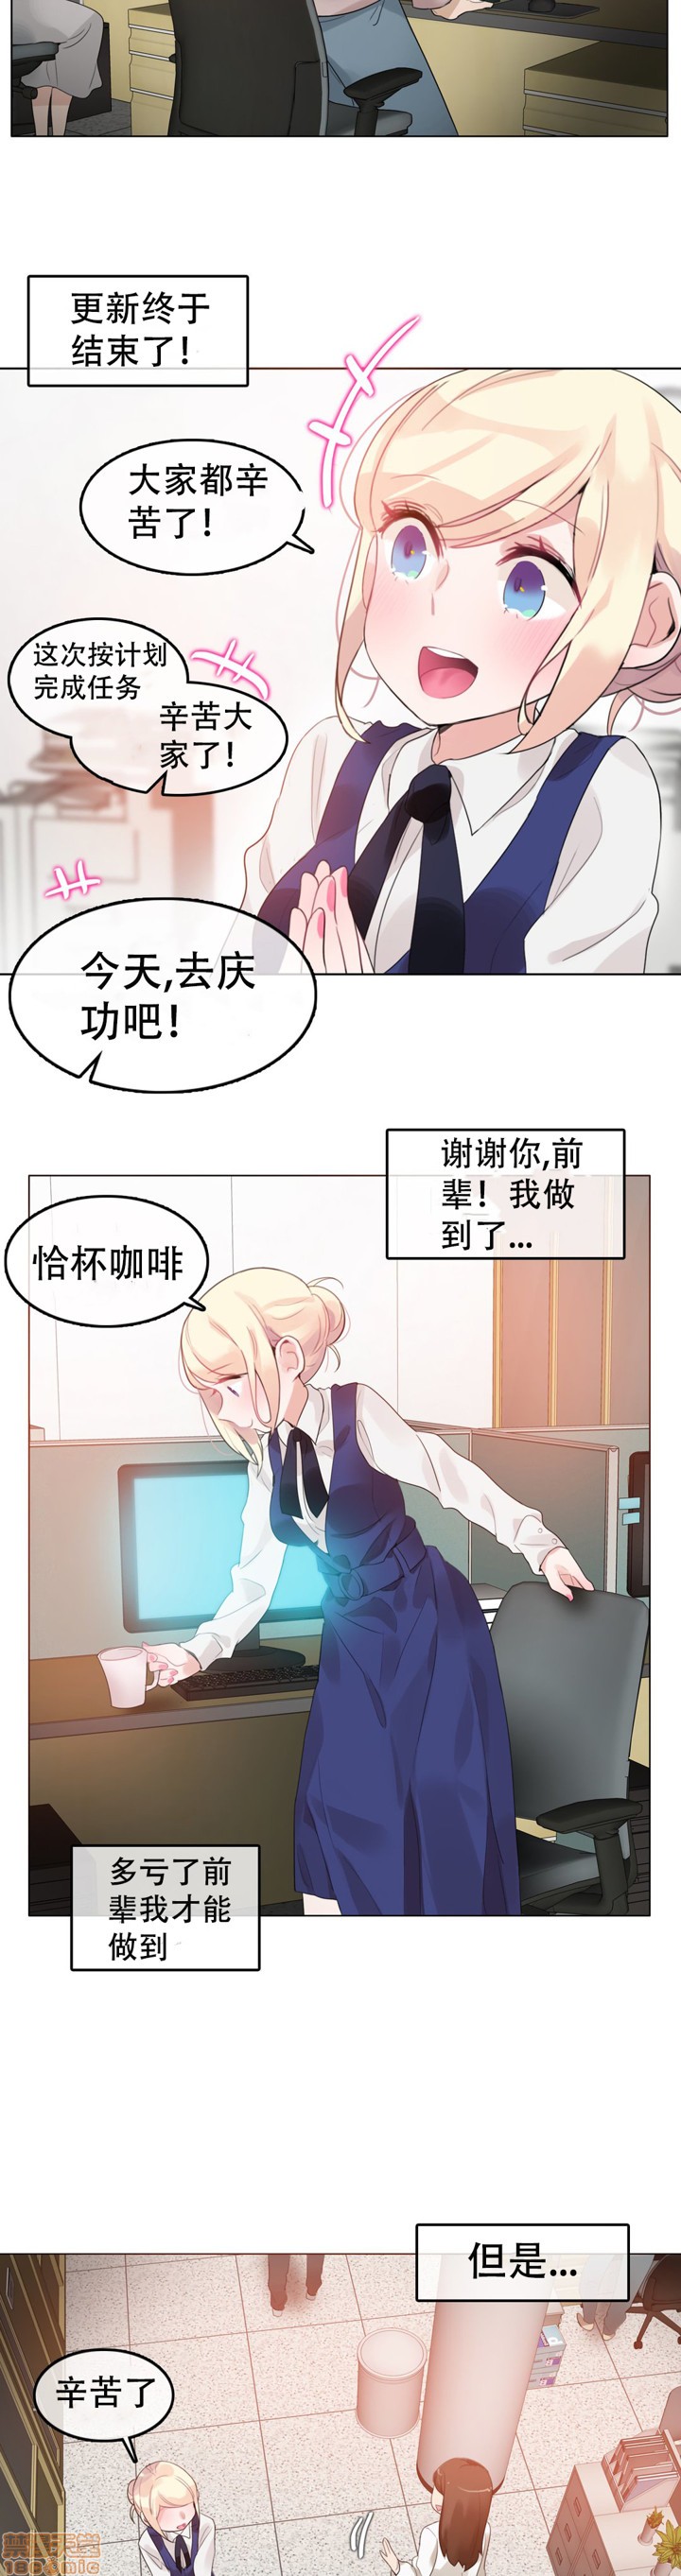 更新终于
结束了!
大家都辛
苦了!
这次按计划
完成任务
辛苦大
家了!
今天,去庆
功吧!
谢谢你,前
辈!我做
到了...
恰杯咖啡
多亏了前
辈我才能
做到
但是...
辛苦了